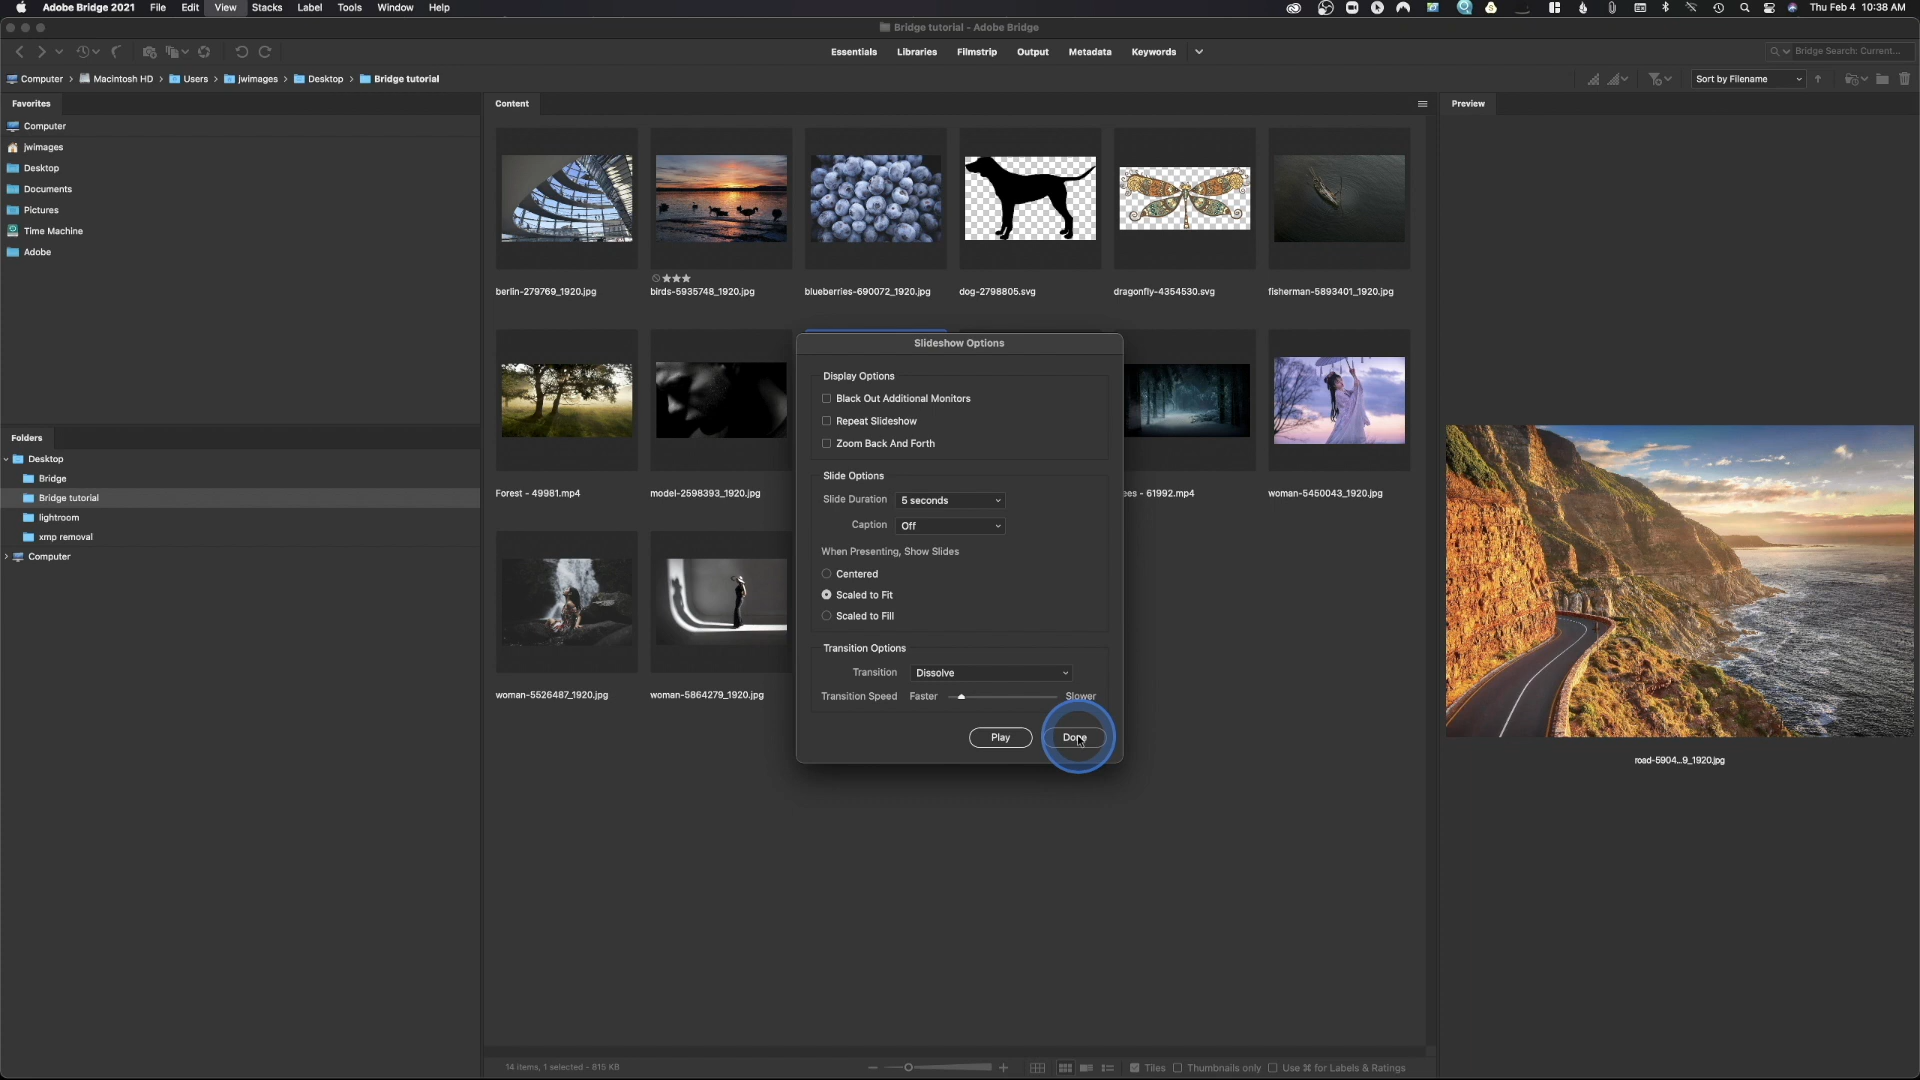 Adobe Bridge 2021 File Edit View Stacks Label Tools Window Help Thu Feb 4 10:38 AM
Bridge tutorial - Adobe Bridge
Essentials Libraries Filmstrip Output Metadata Keywords Bridge Search: Current...
Computer Macintosh HD Users jwimages Desktop Bridge tutorial Sort by Filename
Favorites
Computer
jwimages
Desktop
Documents
Pictures
Time Machine
Adobe
Folders
Desktop
Bridge
Bridge tutorial
lightroom
xmp removal
Computer
Content
berlin-279769_1920.jpg
birds-5935748_1920.jpg
blueberries-690072_1920.jpg
dog-2798805.svg
dragonfly-4354530.svg
fisherman-5893401_1920.jpg
Forest - 49981.mp4
model-2598393_1920.jpg
ees - 61992.mp4
woman-5450043_1920.jpg
woman-5526487_1920.jpg
woman-5864279_1920.jpg
Slideshow Options
Display Options
Black Out Additional Monitors
Repeat Slideshow
Zoom Back And Forth
Slide Options
Slide Duration 5 seconds
Caption Off
When Presenting, Show Slides
Centered
Scaled to Fit
Scaled to Fill
Transition Options
Transition Dissolve
Transition Speed Faster Slower
Play Done
Preview
road-5904...9_1920.jpg
14 items, 1 selected - 815 KB
Tiles Thumbnails only Use ⌘ for Labels & Ratings